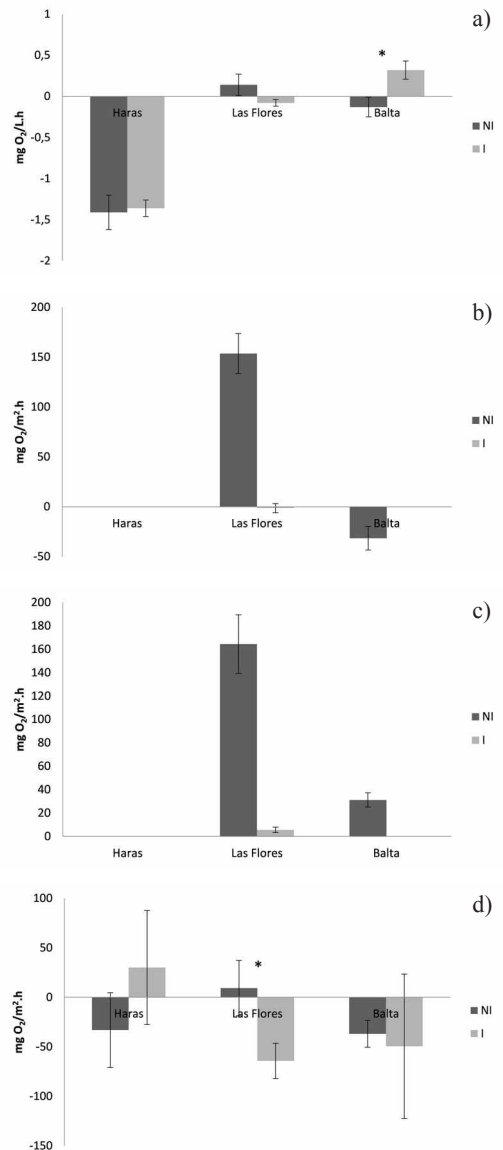 a)
1
0,5
0
-0,5
-1
-1,5
-2
mg O₂/L.h
Haras
Las Flores
Balta
*
NI
I
b)
200
150
100
50
0
-50
mg O₂/m².h
Haras
Las Flores
Balta
NI
I
c)
200
180
160
140
120
100
80
60
40
20
0
mg O₂/m².h
Haras
Las Flores
Balta
NI
I
d)
100
50
0
-50
-100
-150
mg O₂/m².h
Haras
Las Flores
Balta
*
NI
I